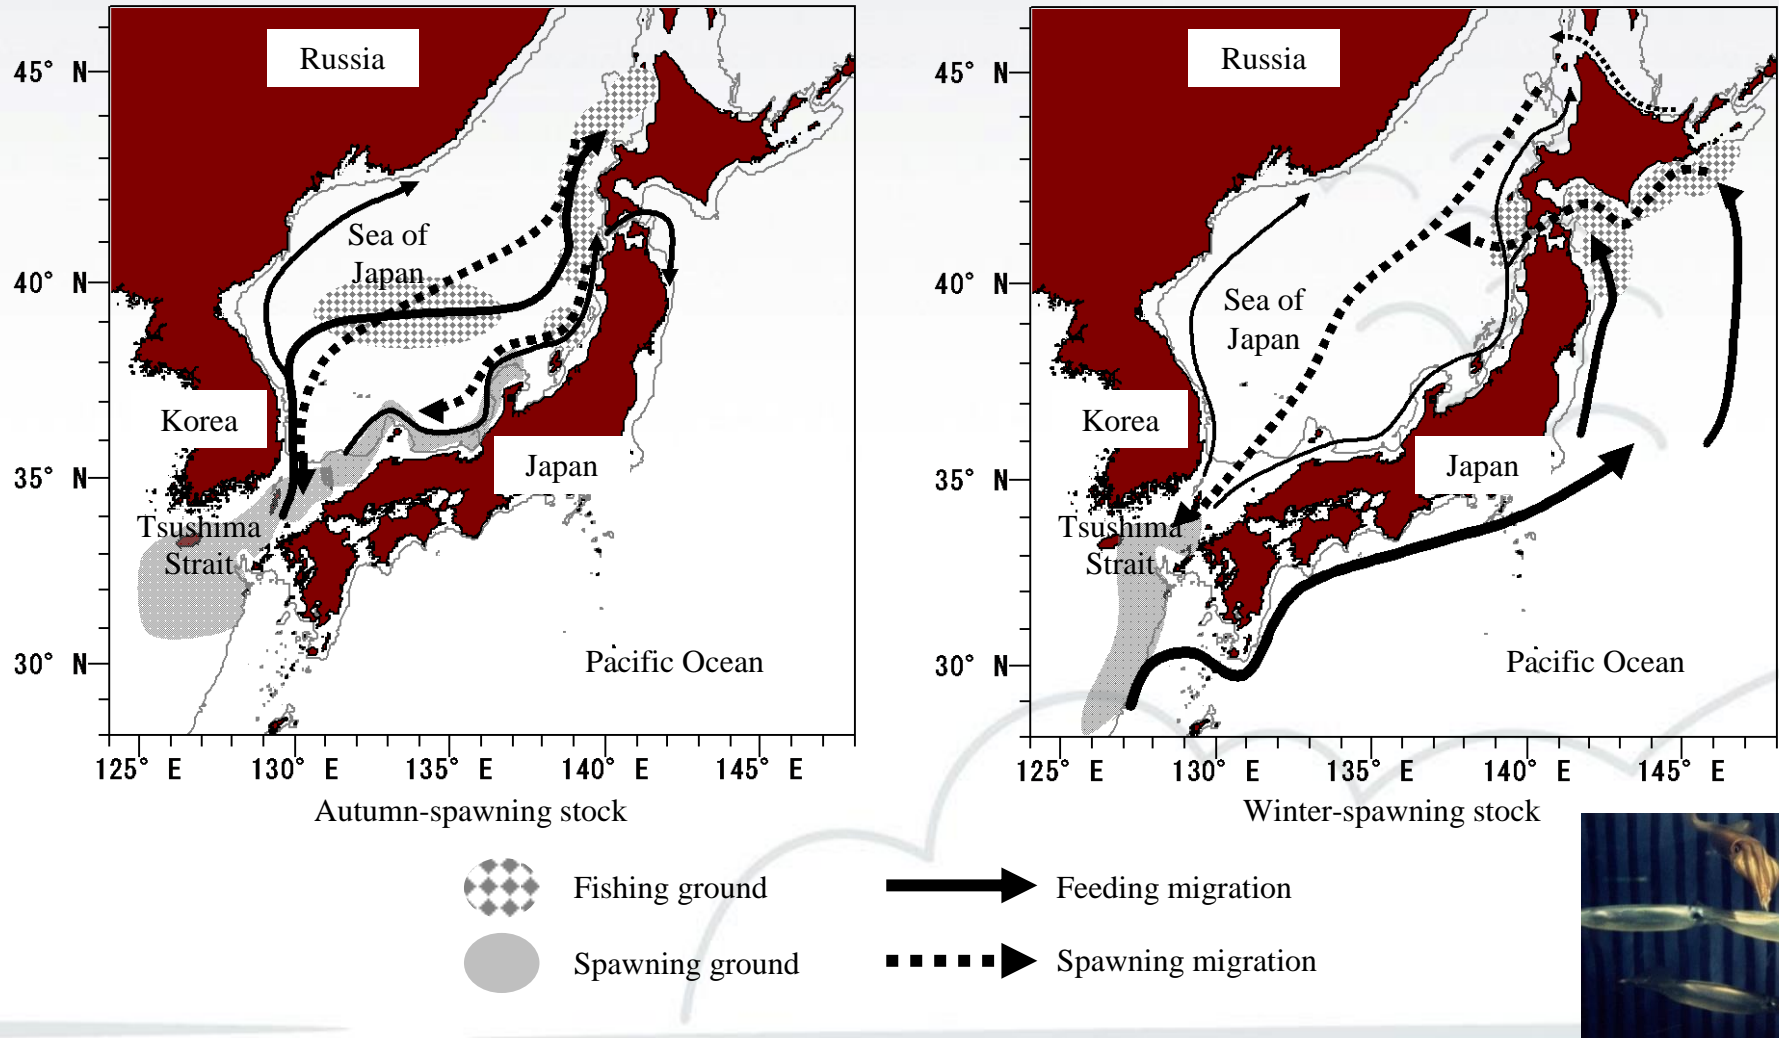 Russia
45° N
Sea of
Japan
40° N
Korea
Japan
35° N
Tsushima
Strait
30° N
Pacific Ocean
125° E
130° E
135° E
140° E
145° E
Autumn-spawning stock
Russia
45° N
40° N
Sea of
Japan
Korea
Japan
35° N
Tsushima
Strait
30° N
Pacific Ocean
125° E
130° E
135° E
140° E
145° E
Winter-spawning stock
Fishing ground
Feeding migration
Spawning ground
Spawning migration